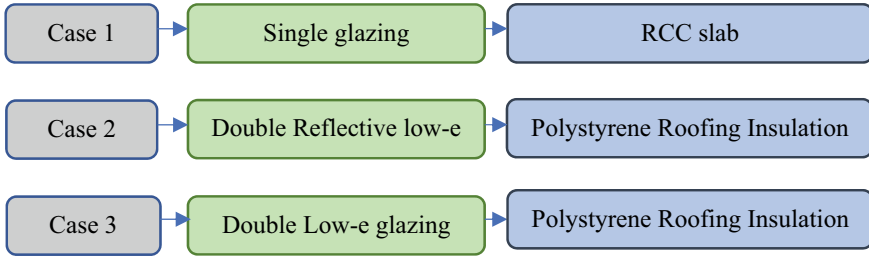 Case 1 Single glazing RCC slab
Case 2 Double Reflective low-e Polystyrene Roofing Insulation
Case 3 Double Low-e glazing Polystyrene Roofing Insulation